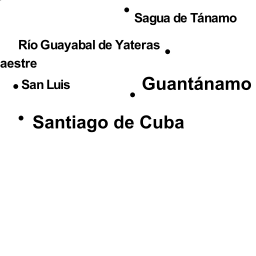 Sagua de Tánamo
Río Guayabal de Yateras
aestre
San Luis
Guantánamo
Santiago de Cuba